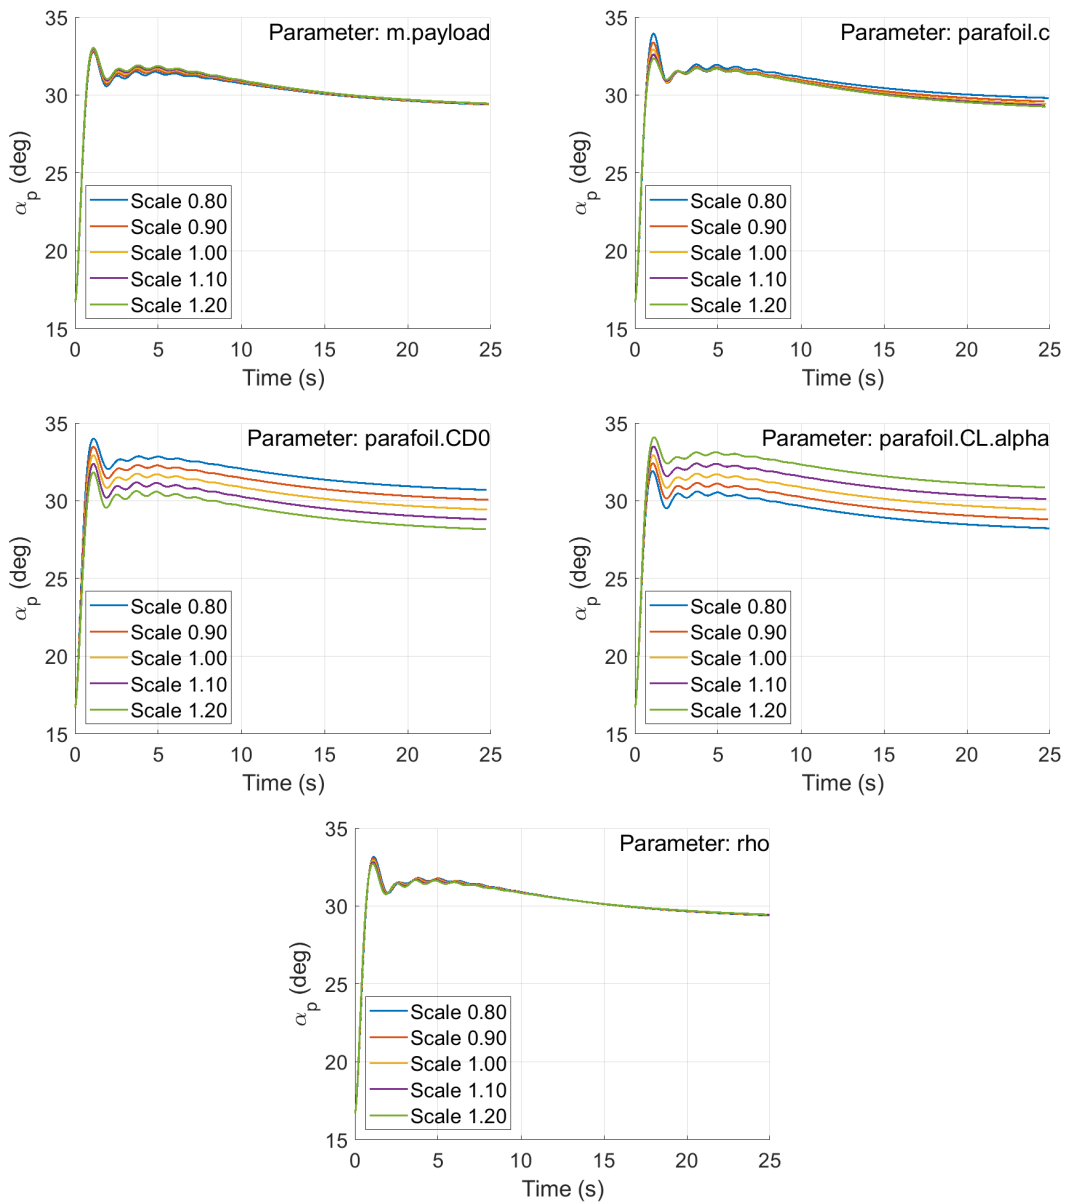 Parameter: m.payload
35
30
25
20
15
α_p (deg)
Scale 0.80
Scale 0.90
Scale 1.00
Scale 1.10
Scale 1.20
0 5 10 15 20 25
Time (s)
Parameter: parafoil.c
35
30
25
20
15
α_p (deg)
Scale 0.80
Scale 0.90
Scale 1.00
Scale 1.10
Scale 1.20
0 5 10 15 20 25
Time (s)
Parameter: parafoil.CD0
35
30
25
20
15
α_p (deg)
Scale 0.80
Scale 0.90
Scale 1.00
Scale 1.10
Scale 1.20
0 5 10 15 20 25
Time (s)
Parameter: parafoil.CL.alpha
35
30
25
20
15
α_p (deg)
Scale 0.80
Scale 0.90
Scale 1.00
Scale 1.10
Scale 1.20
0 5 10 15 20 25
Time (s)
Parameter: rho
35
30
25
20
15
α_p (deg)
Scale 0.80
Scale 0.90
Scale 1.00
Scale 1.10
Scale 1.20
0 5 10 15 20 25
Time (s)